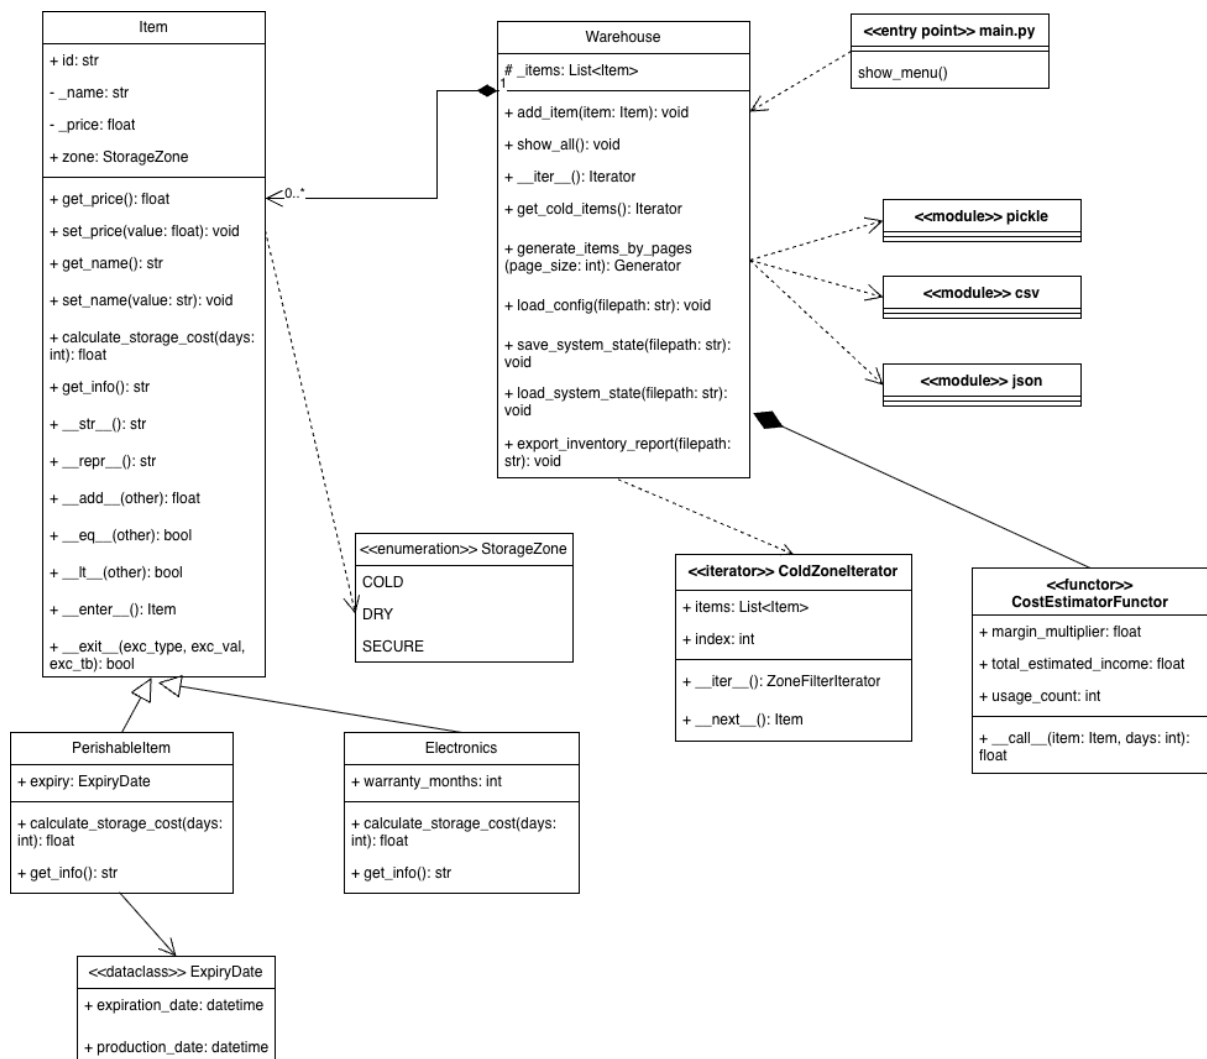 Item
+ id: str
- _name: str
- _price: float
+ zone: StorageZone
+ get_price(): float
+ set_price(value: float): void
+ get_name(): str
+ set_name(value: str): void
+ calculate_storage_cost(days:
int): float
+ get_info(): str
+ __str__(): str
+ __repr__(): str
+ __add__(other): float
+ __eq__(other): bool
+ __lt__(other): bool
+ __enter__(): Item
+ __exit__(exc_type, exc_val,
exc_tb): bool
Warehouse
# _items: List<Item>
+ add_item(item: Item): void
+ show_all(): void
+ __iter__(): Iterator
+ get_cold_items(): Iterator
+ generate_items_by_pages
(page_size: int): Generator
+ load_config(filepath: str): void
+ save_system_state(filepath: str):
void
+ load_system_state(filepath: str):
void
+ export_inventory_report(filepath:
str): void
1
0..*
<<entry point>> main.py
show_menu()
<<module>> pickle
<<module>> csv
<<module>> json
<<enumeration>> StorageZone
COLD
DRY
SECURE
<<iterator>> ColdZoneIterator
+ items: List<Item>
+ index: int
+ __iter__(): ZoneFilterIterator
+ __next__(): Item
<<functor>>
CostEstimatorFunctor
+ margin_multiplier: float
+ total_estimated_income: float
+ usage_count: int
+ __call__(item: Item, days: int):
float
PerishableItem
+ expiry: ExpiryDate
+ calculate_storage_cost(days:
int): float
+ get_info(): str
Electronics
+ warranty_months: int
+ calculate_storage_cost(days:
int): float
+ get_info(): str
<<dataclass>> ExpiryDate
+ expiration_date: datetime
+ production_date: datetime